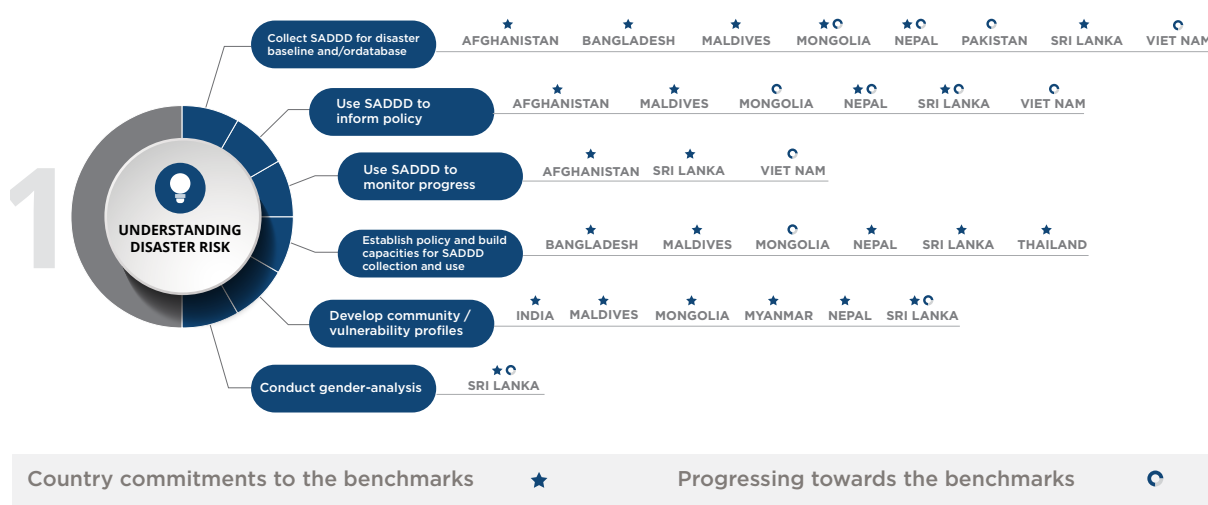 1
UNDERSTANDING
DISASTER RISK
Collect SADDD for disaster
baseline and/ordatabase
AFGHANISTAN BANGLADESH MALDIVES MONGOLIA NEPAL PAKISTAN SRI LANKA VIET NAM
Use SADDD to
inform policy
AFGHANISTAN MALDIVES MONGOLIA NEPAL SRI LANKA VIET NAM
Use SADDD to
monitor progress
AFGHANISTAN SRI LANKA VIET NAM
Establish policy and build
capacities for SADDD
collection and use
BANGLADESH MALDIVES MONGOLIA NEPAL SRI LANKA THAILAND
Develop community /
vulnerability profiles
INDIA MALDIVES MONGOLIA MYANMAR NEPAL SRI LANKA
Conduct gender-analysis
SRI LANKA
Country commitments to the benchmarks
Progressing towards the benchmarks